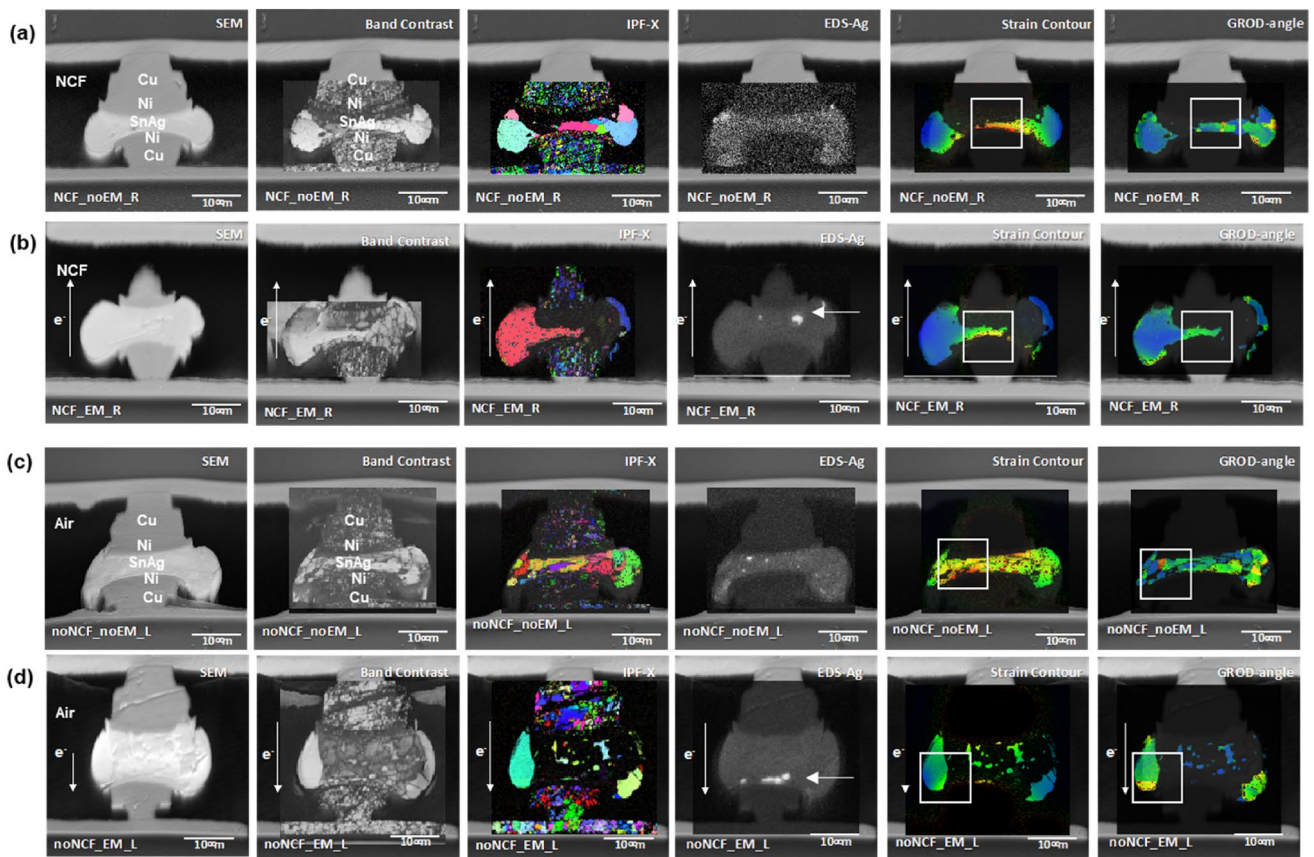 (a)
SEM
Band Contrast
IPF-X
EDS-Ag
Strain Contour
GROD-angle
NCF
Cu
Ni
SnAg
Ni
Cu
Cu
Ni
SnAg
Ni
Cu
NCF_noEM_R
10∞m
NCF_noEM_R
10∞m
NCF_noEM_R
10∞m
NCF_noEM_R
10∞m
NCF_noEM_R
10∞m
NCF_noEM_R
10∞m
(b)
SEM
Band Contrast
IPF-X
EDS-Ag
Strain Contour
GROD-angle
NCF
e-
e-
e-
e-
e-
e-
NCF_EM_R
10∞m
NCF_EM_R
10∞m
NCF_EM_R
10∞m
NCF_EM_R
10∞m
NCF_EM_R
10∞m
NCF_EM_R
10∞m
(c)
SEM
Band Contrast
IPF-X
EDS-Ag
Strain Contour
GROD-angle
Air
Cu
Ni
SnAg
Ni
Cu
Cu
Ni
SnAg
Ni
Cu
noNCF_noEM_L
10∞m
noNCF_noEM_L
10∞m
noNCF_noEM_L
10∞m
noNCF_noEM_L
10∞m
noNCF_noEM_L
10∞m
noNCF_noEM_L
10∞m
(d)
SEM
Band Contrast
IPF-X
EDS-Ag
Strain Contour
GROD-angle
Air
e-
e-
e-
e-
e-
e-
noNCF_EM_L
10∞m
noNCF_EM_L
10∞m
noNCF_EM_L
10∞m
noNCF_EM_L
10∞m
noNCF_EM_L
10∞m
noNCF_EM_L
10∞m